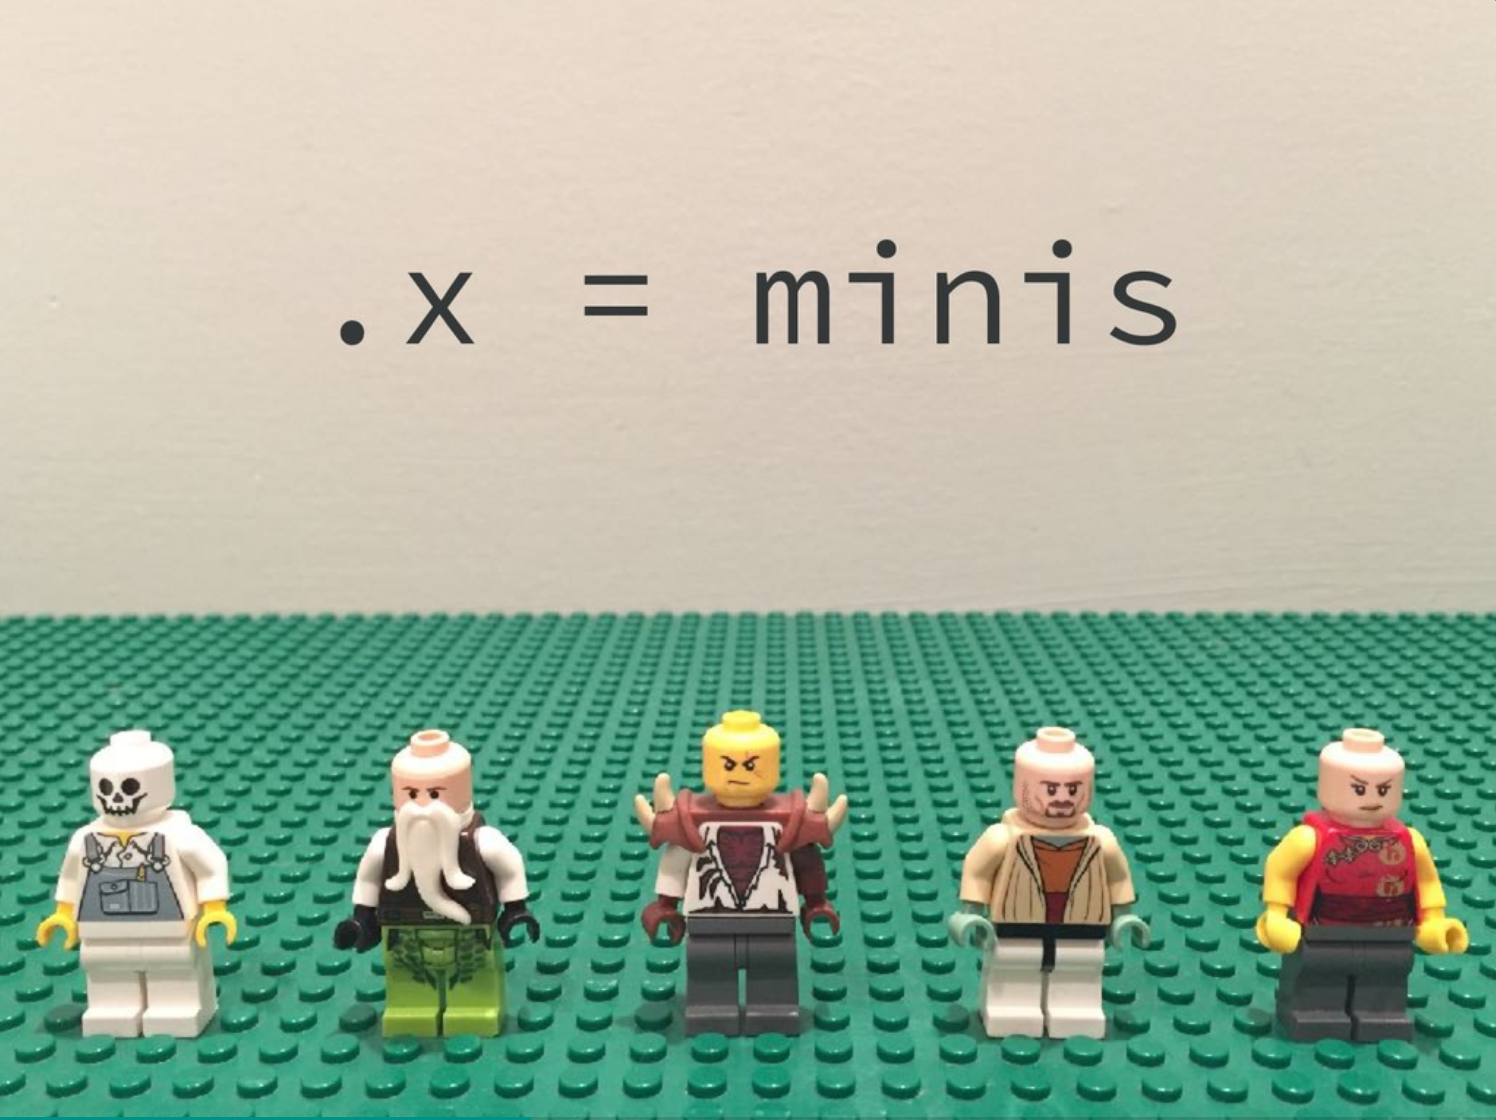 .x = minis